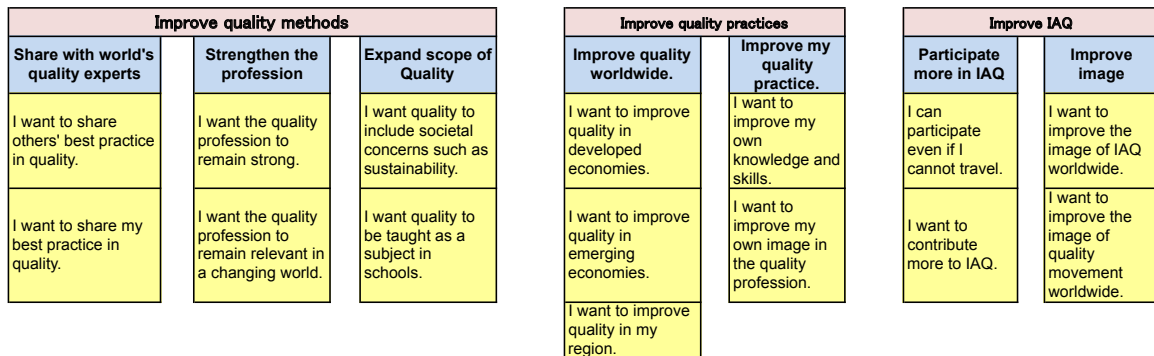 Improve quality methods
Share with world's
quality experts
I want to share
others' best practice
in quality.
I want to share my
best practice in
quality.
Strengthen the
profession
I want the quality
profession to
remain strong.
I want the quality
profession to
remain relevant in
a changing world.
Expand scope of
Quality
I want quality to
include societal
concerns such as
sustainability.
I want quality to
be taught as a
subject in
schools.
Improve quality practices
Improve quality
worldwide.
I want to improve
quality in
developed
economies.
I want to improve
quality in
emerging
economies.
I want to improve
quality in my
region.
Improve my
quality
practice.
I want to
improve my
own
knowledge and
skills.
I want to
improve my
own image in
the quality
profession.
Improve IAQ
Participate
more in IAQ
I can
participate
even if I
cannot travel.
I want to
contribute
more to IAQ.
Improve
image
I want to
improve the
image of IAQ
worldwide.
I want to
improve the
image of
quality
movement
worldwide.